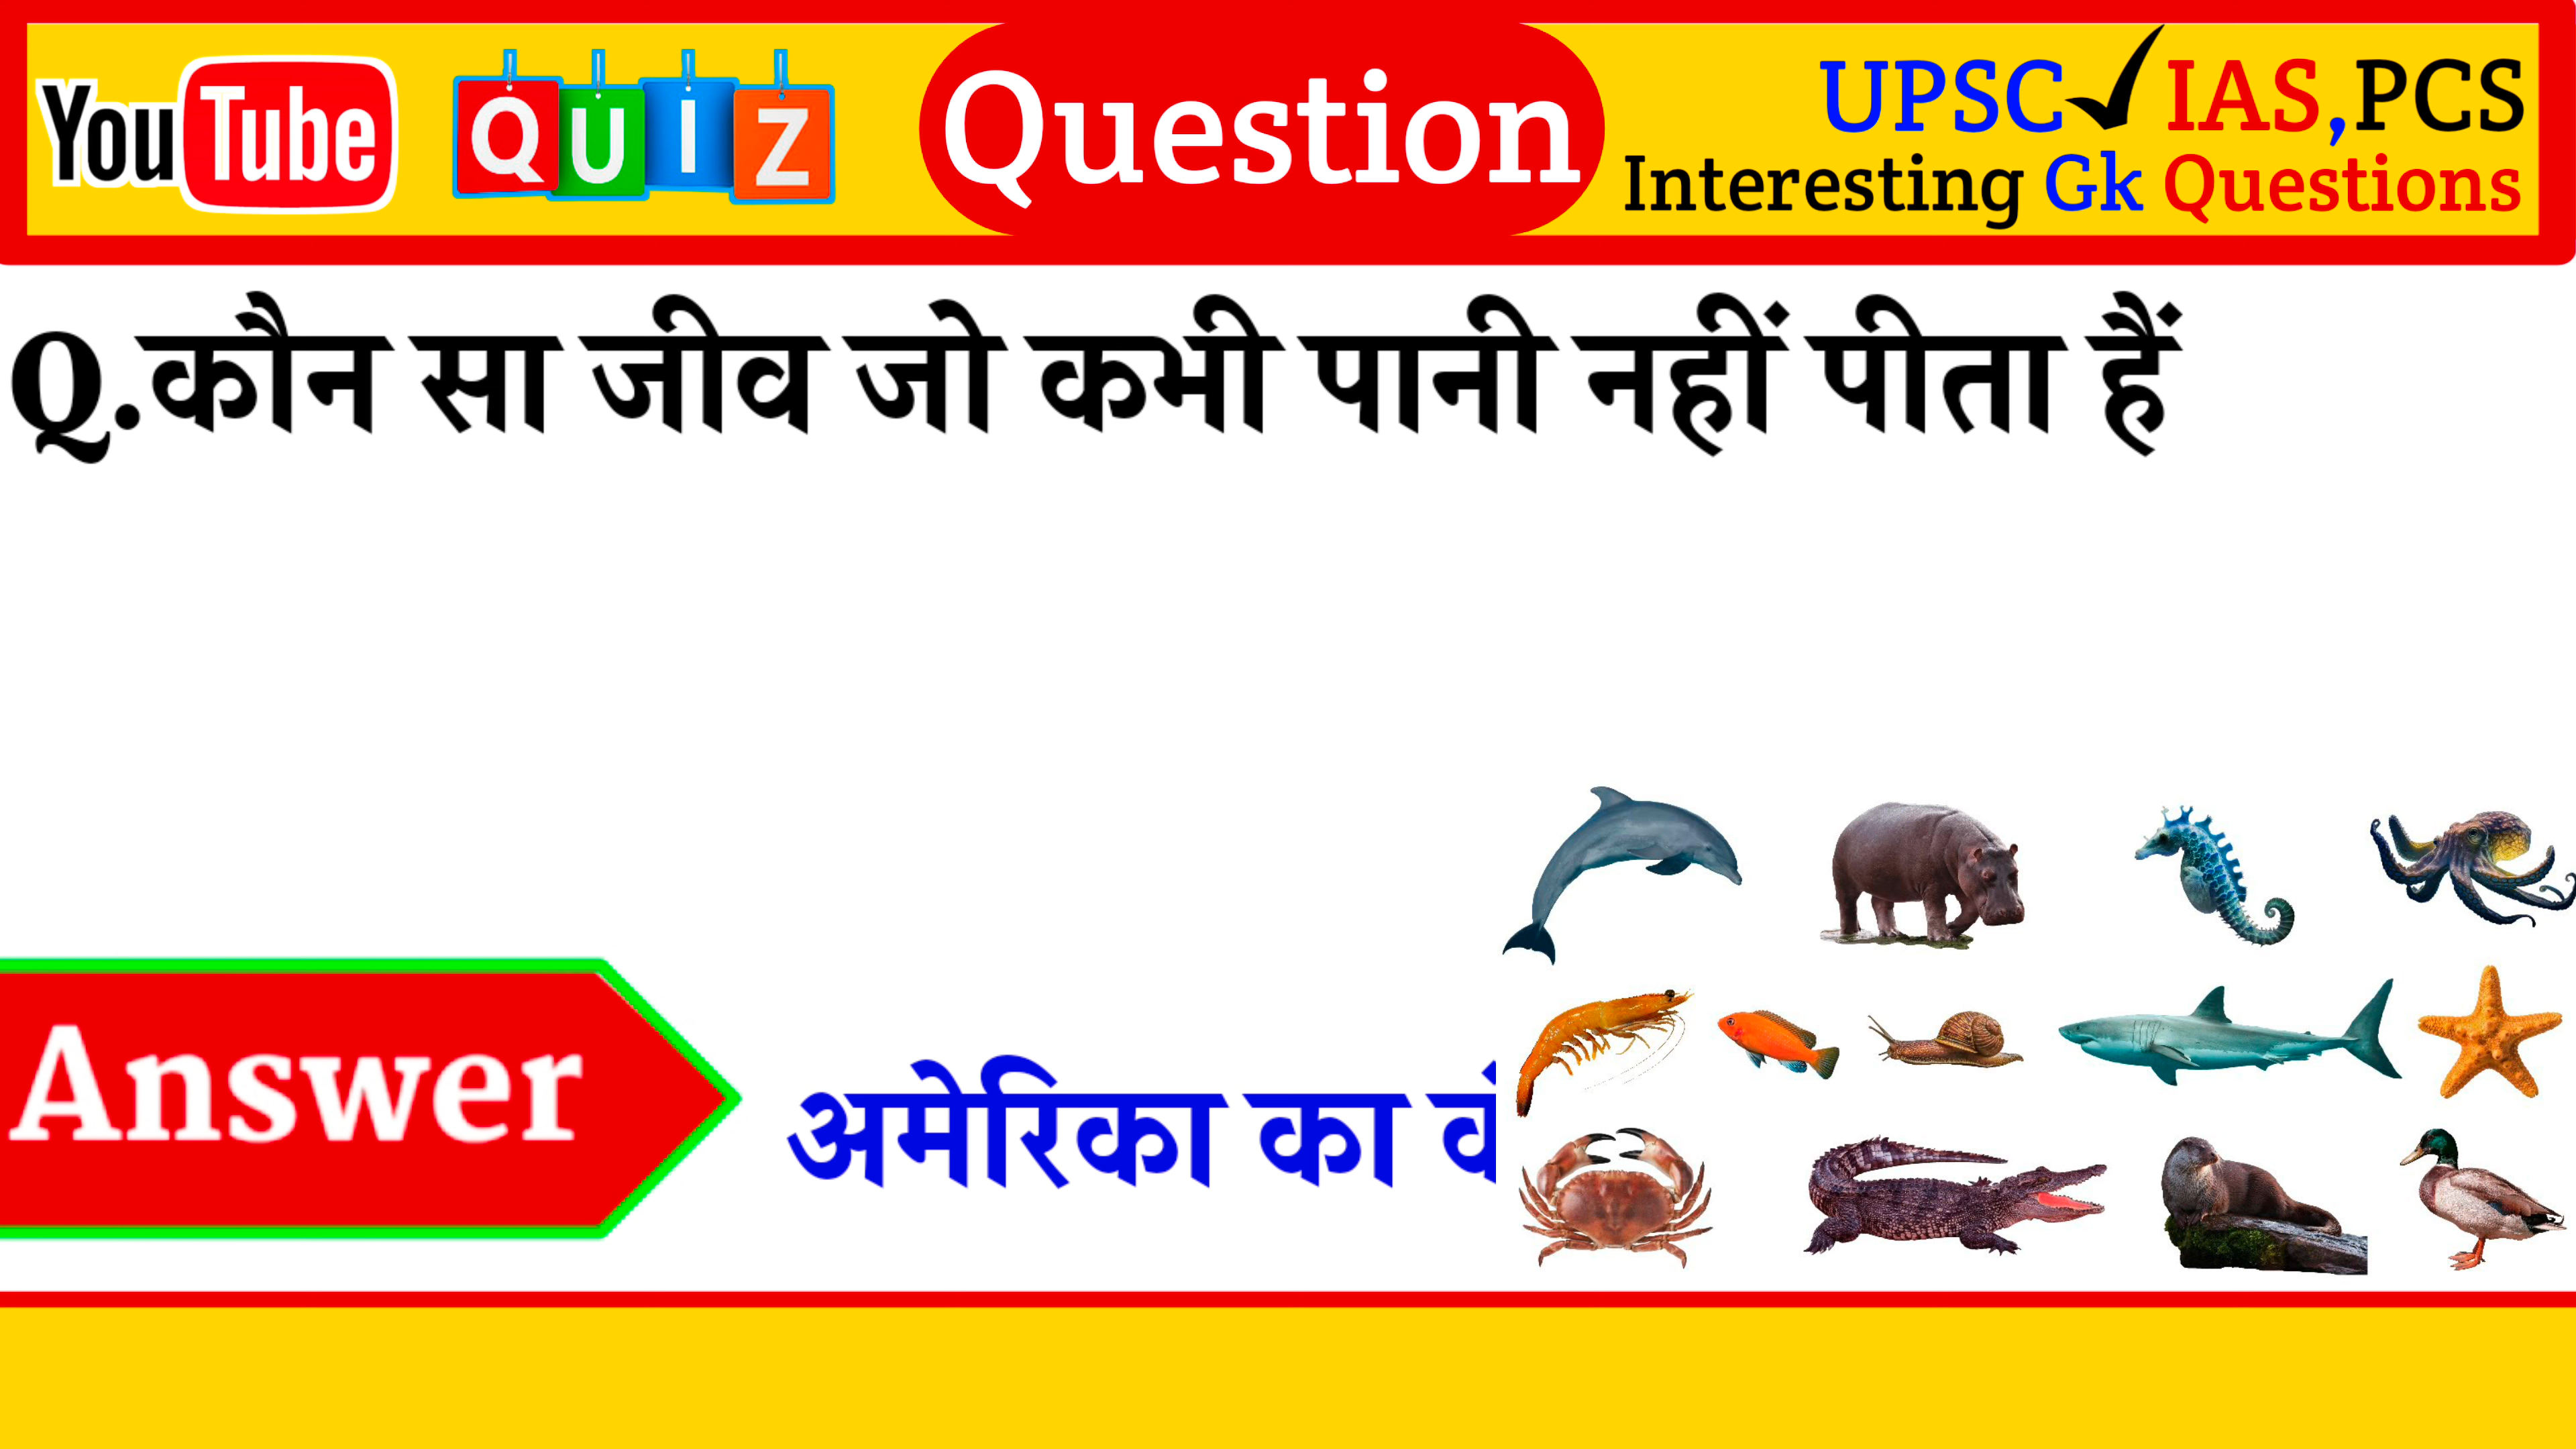 YouTube QUIZ Question UPSC✓IAS,PCS
Interesting Gk Questions
Q.कौन सा जीव जो कभी पानी नहीं पीता हैं
Answer अमेरिका का